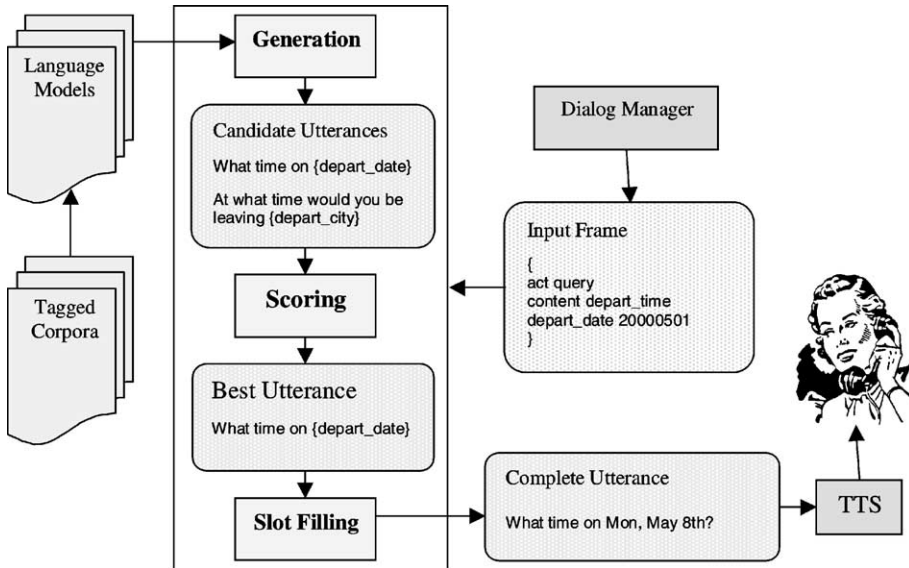 Language
Models
Tagged
Corpora
Generation
Candidate Utterances
What time on {depart_date}
At what time would you be
leaving {depart_city}
Scoring
Best Utterance
What time on {depart_date}
Slot Filling
Dialog Manager
Input Frame
{
act query
content depart_time
depart_date 20000501
}
Complete Utterance
What time on Mon, May 8th?
TTS